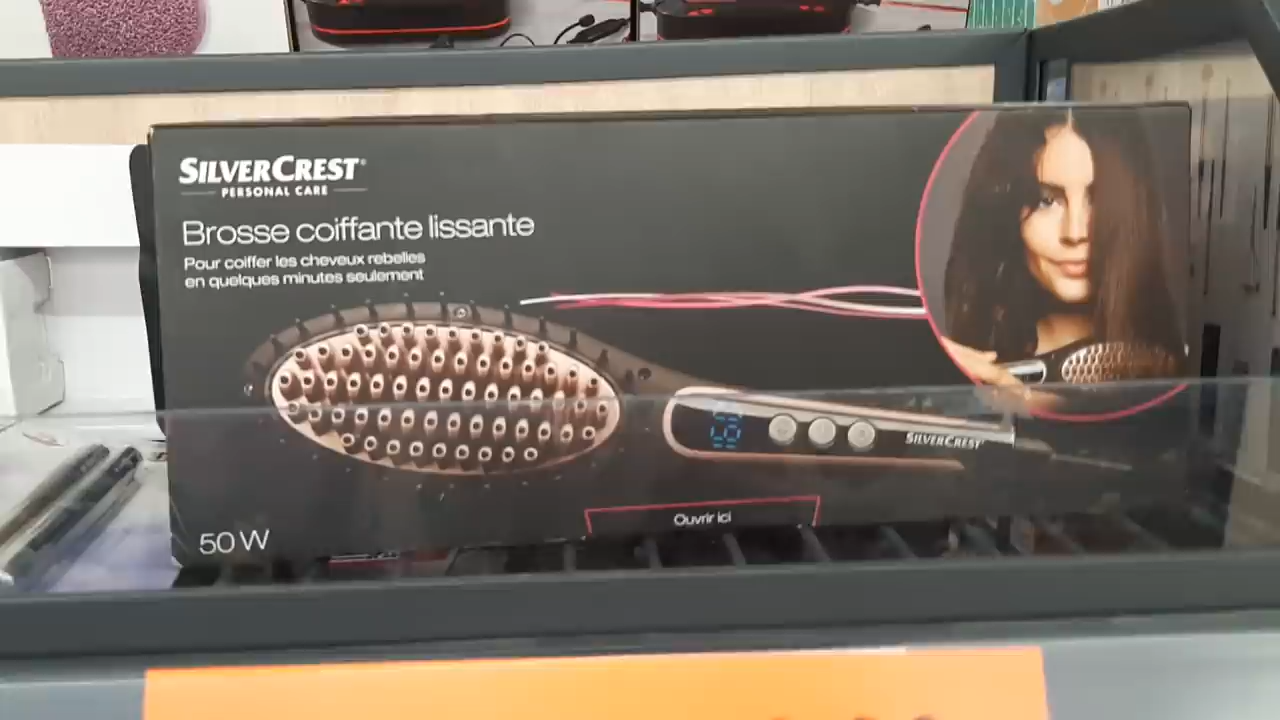 SILVERCREST®
PERSONAL CARE
Brosse coiffante lissante
Pour coiffer les cheveux rebelles
en quelques minutes seulement
SILVERCREST®
Ouvrir ici
50 W